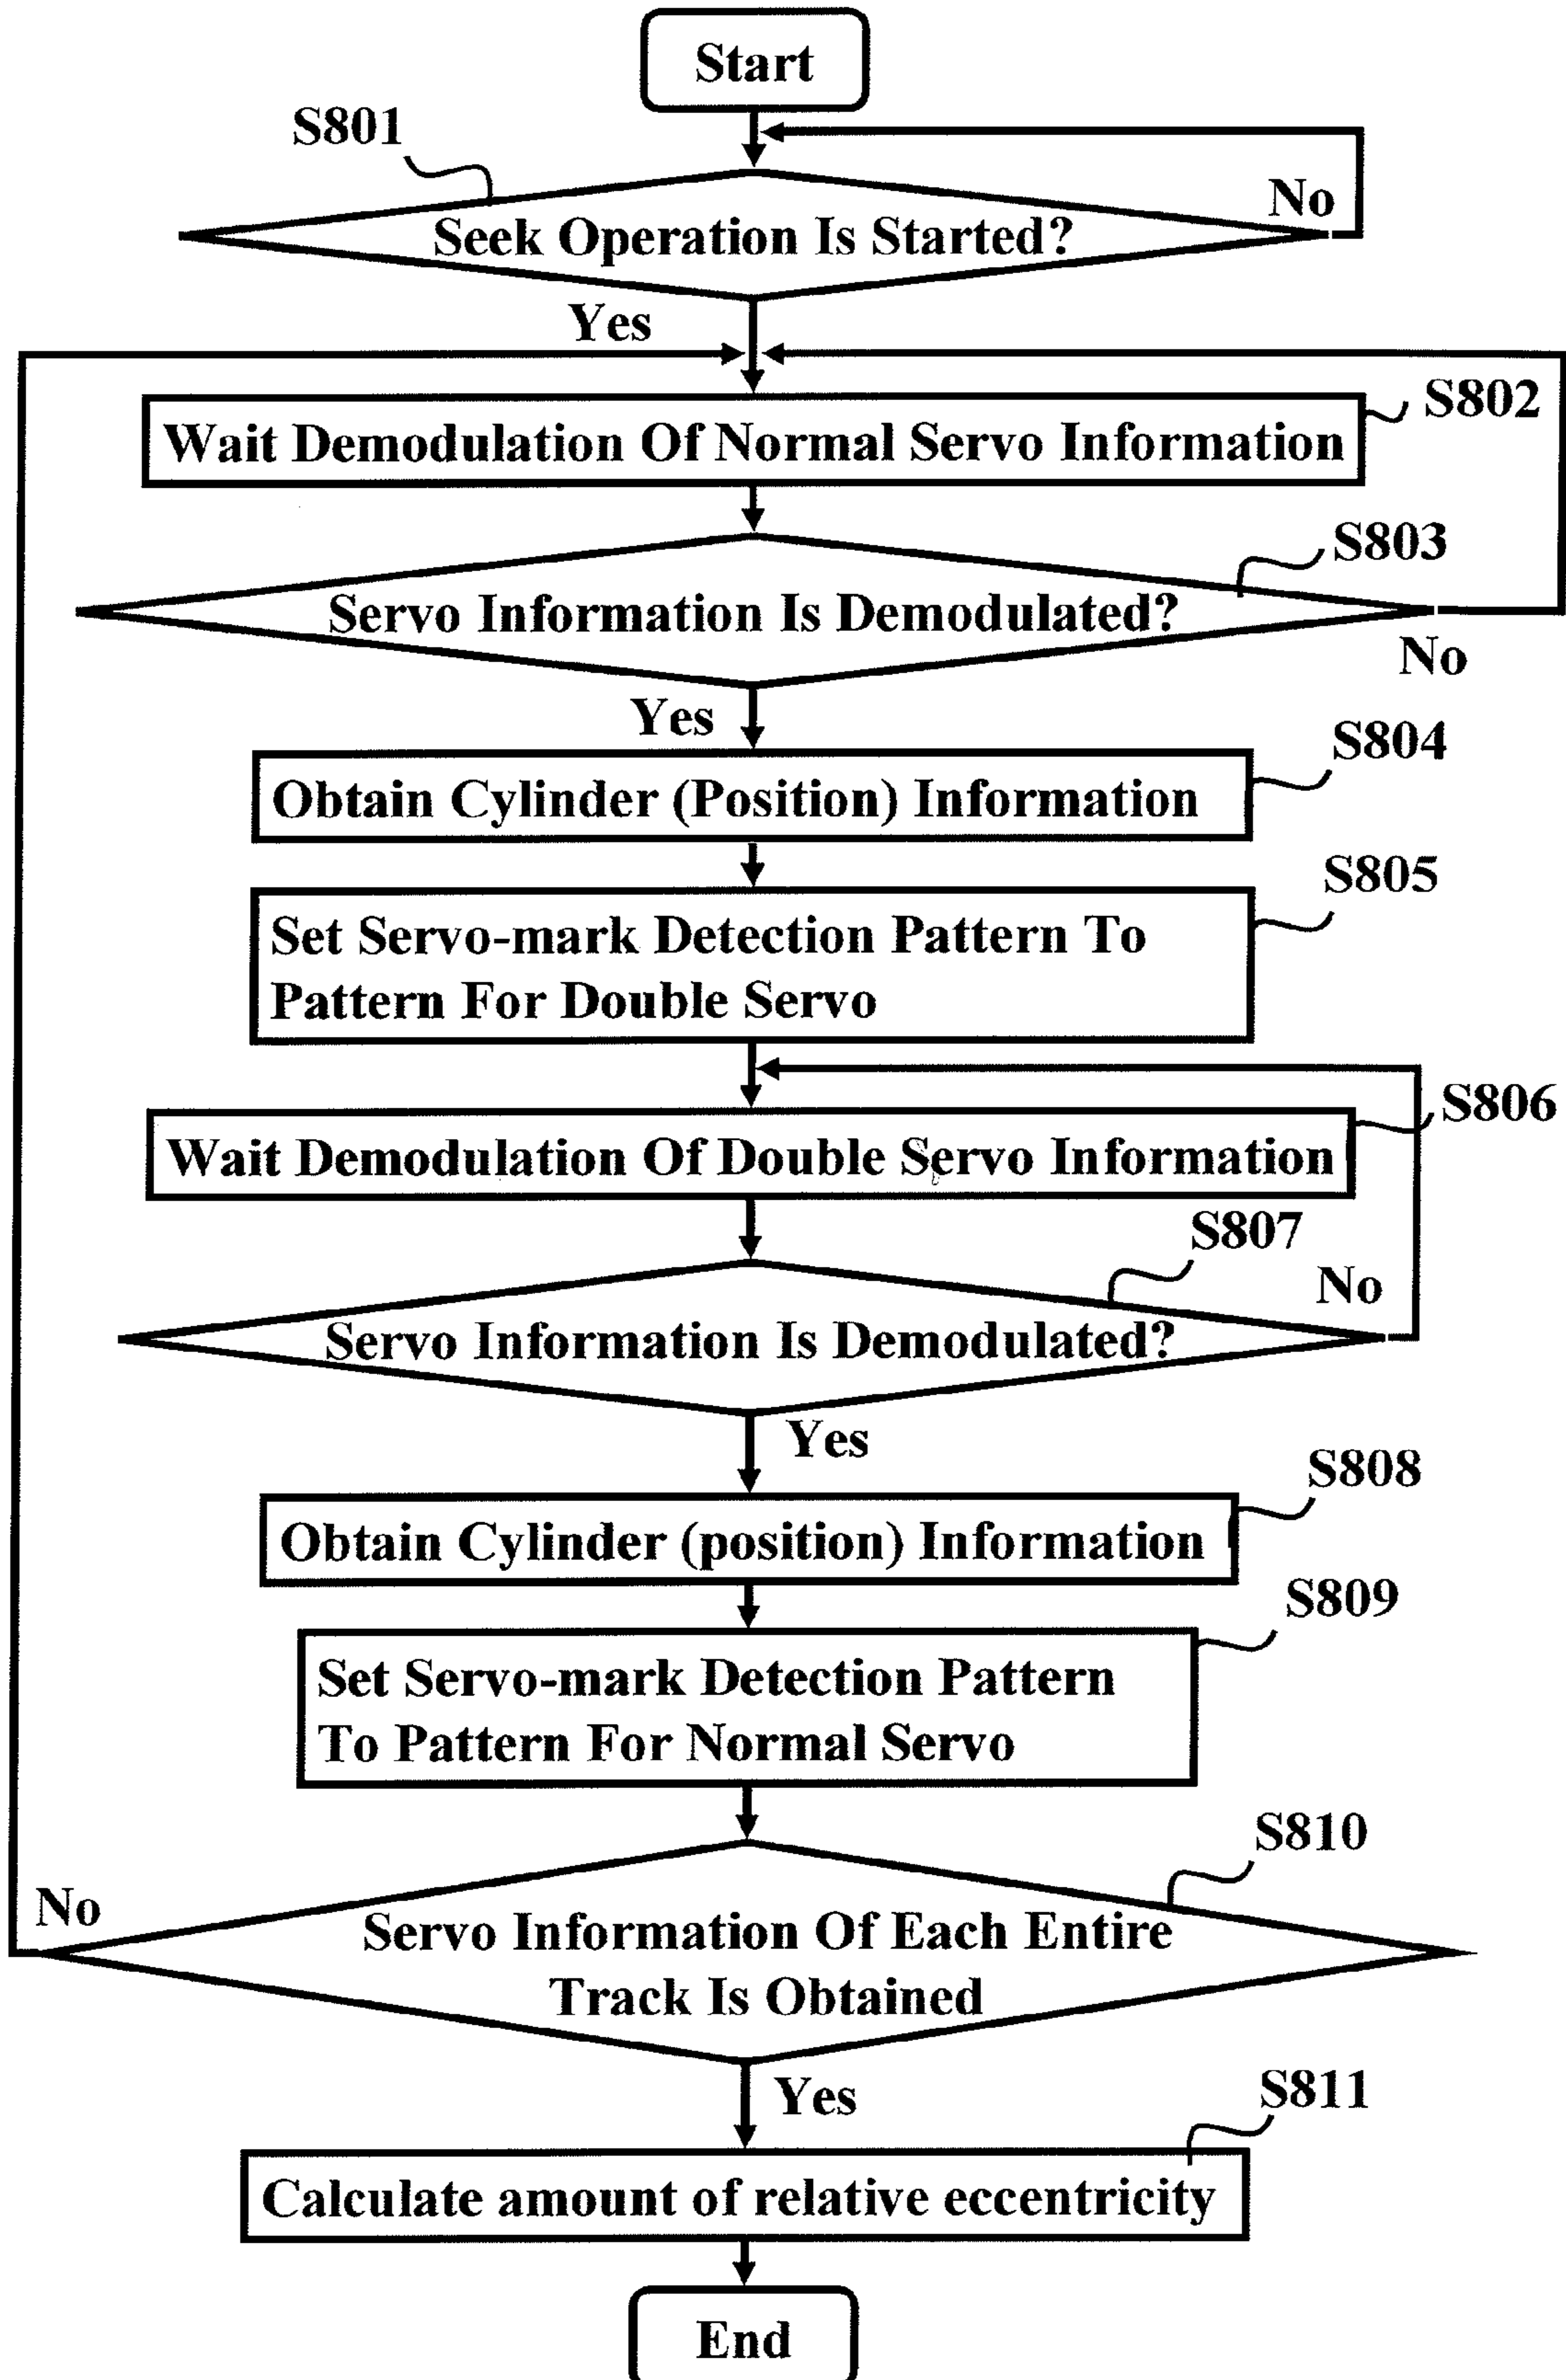 Start
S801
No
Seek Operation Is Started?
Yes
S802
Wait Demodulation Of Normal Servo Information
S803
Servo Information Is Demodulated?
No
Yes
S804
Obtain Cylinder (Position) Information
S805
Set Servo-mark Detection Pattern To
Pattern For Double Servo
S806
Wait Demodulation Of Double Servo Information
S807
No
Servo Information Is Demodulated?
Yes
S808
Obtain Cylinder (position) Information
S809
Set Servo-mark Detection Pattern
To Pattern For Normal Servo
S810
No
Servo Information Of Each Entire
Track Is Obtained
Yes
S811
Calculate amount of relative eccentricity
End